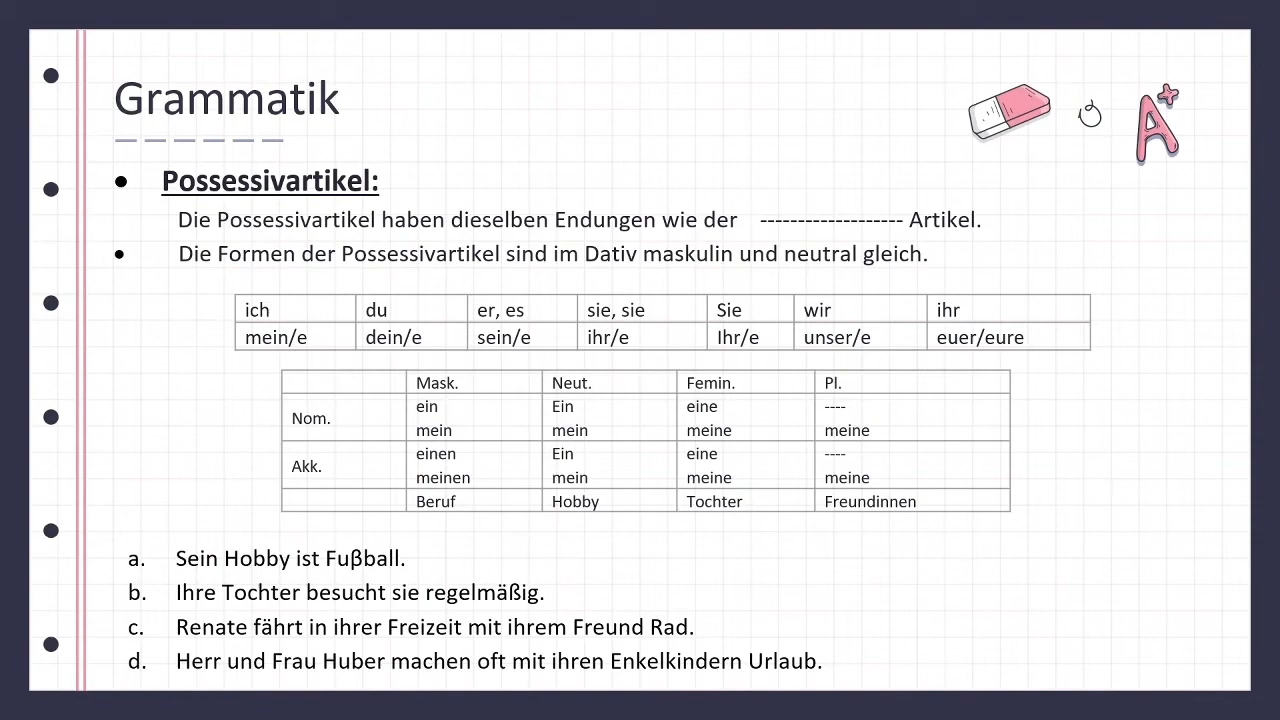 Grammatik
Possessivartikel:
Die Possessivartikel haben dieselben Endungen wie der ------------------- Artikel.
Die Formen der Possessivartikel sind im Dativ maskulin und neutral gleich.
ich du er, es sie, sie Sie wir ihr
mein/e dein/e sein/e ihr/e Ihr/e unser/e euer/eure
Mask. Neut. Femin. Pl.
Nom.
ein Ein eine ----
mein mein meine meine
Akk.
einen Ein eine ----
meinen mein meine meine
Beruf Hobby Tochter Freundinnen
a. Sein Hobby ist Fußball.
b. Ihre Tochter besucht sie regelmäßig.
c. Renate fährt in ihrer Freizeit mit ihrem Freund Rad.
d. Herr und Frau Huber machen oft mit ihren Enkelkindern Urlaub.
A+